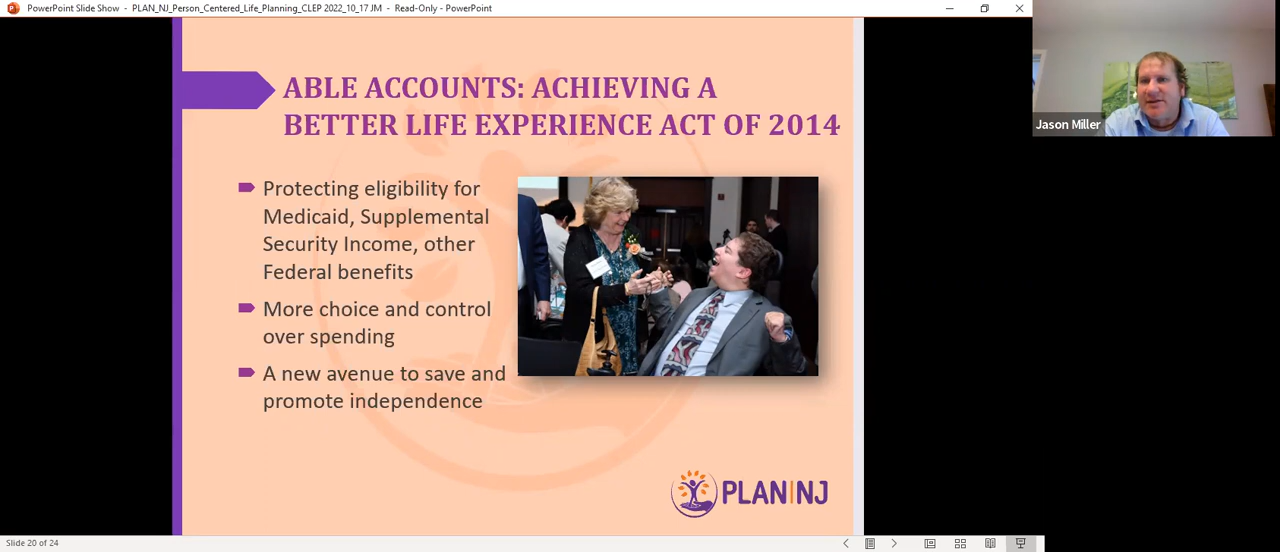 PowerPoint Slide Show - PLAN_NJ_Person_Centered_Life_Planning_CLEP 2022_10_17 JM - Read-Only - PowerPoint
Jason Miller
ABLE ACCOUNTS: ACHIEVING A
BETTER LIFE EXPERIENCE ACT OF 2014
Protecting eligibility for
Medicaid, Supplemental
Security Income, other
Federal benefits
More choice and control
over spending
A new avenue to save and
promote independence
PLAN|NJ
Slide 20 of 24